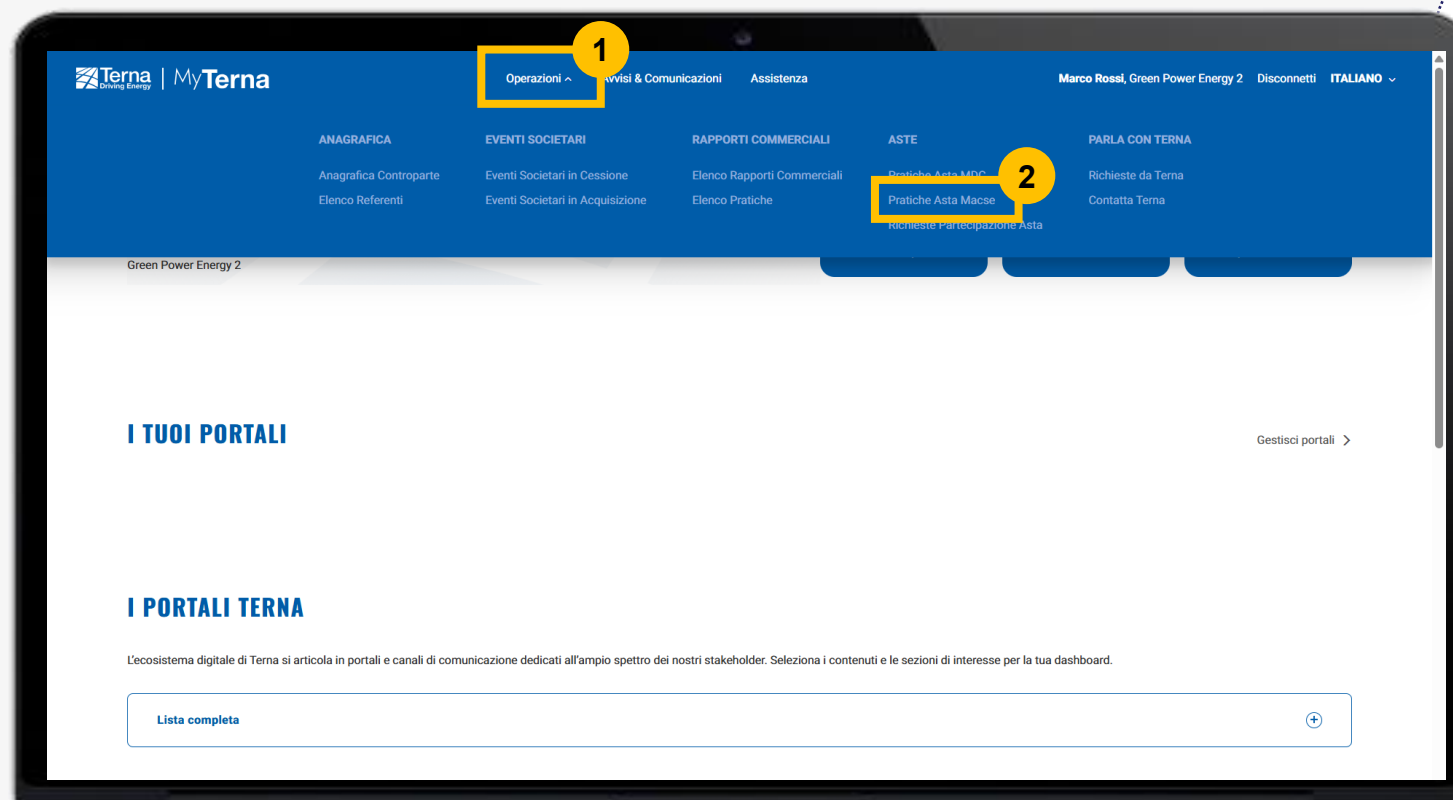 1
Terna Driving Energy | MyTerna
Operazioni Avvisi & Comunicazioni Assistenza Marco Rossi, Green Power Energy 2 Disconnetti ITALIANO
ANAGRAFICA EVENTI SOCIETARI RAPPORTI COMMERCIALI ASTE PARLA CON TERNA
2
Anagrafica Controparte Eventi Societari in Cessione Elenco Rapporti Commerciali Pratiche Asta MDC Richieste da Terna
Elenco Referenti Eventi Societari in Acquisizione Elenco Pratiche Pratiche Asta Macse Contatta Terna
Richieste Partecipazione Asta
Green Power Energy 2
I TUOI PORTALI
Gestisci portali
I PORTALI TERNA
L'ecosistema digitale di Terna si articola in portali e canali di comunicazione dedicati all'ampio spettro dei nostri stakeholder. Seleziona i contenuti e le sezioni di interesse per la tua dashboard.
Lista completa